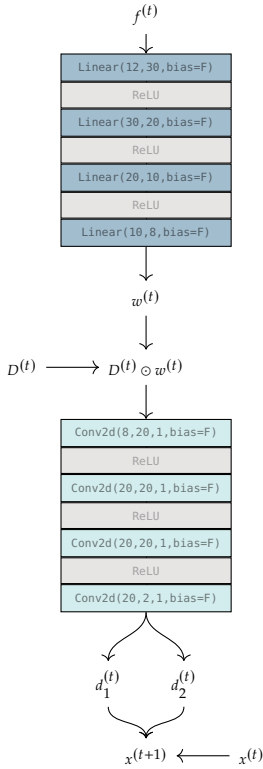 f^(t)
Linear(12,30,bias=F)
ReLU
Linear(30,20,bias=F)
ReLU
Linear(20,10,bias=F)
ReLU
Linear(10,8,bias=F)
w^(t)
D^(t) D^(t) ⊙ w^(t)
Conv2d(8,20,1,bias=F)
ReLU
Conv2d(20,20,1,bias=F)
ReLU
Conv2d(20,20,1,bias=F)
ReLU
Conv2d(20,2,1,bias=F)
d_1^(t) d_2^(t)
x^(t+1) x^(t)